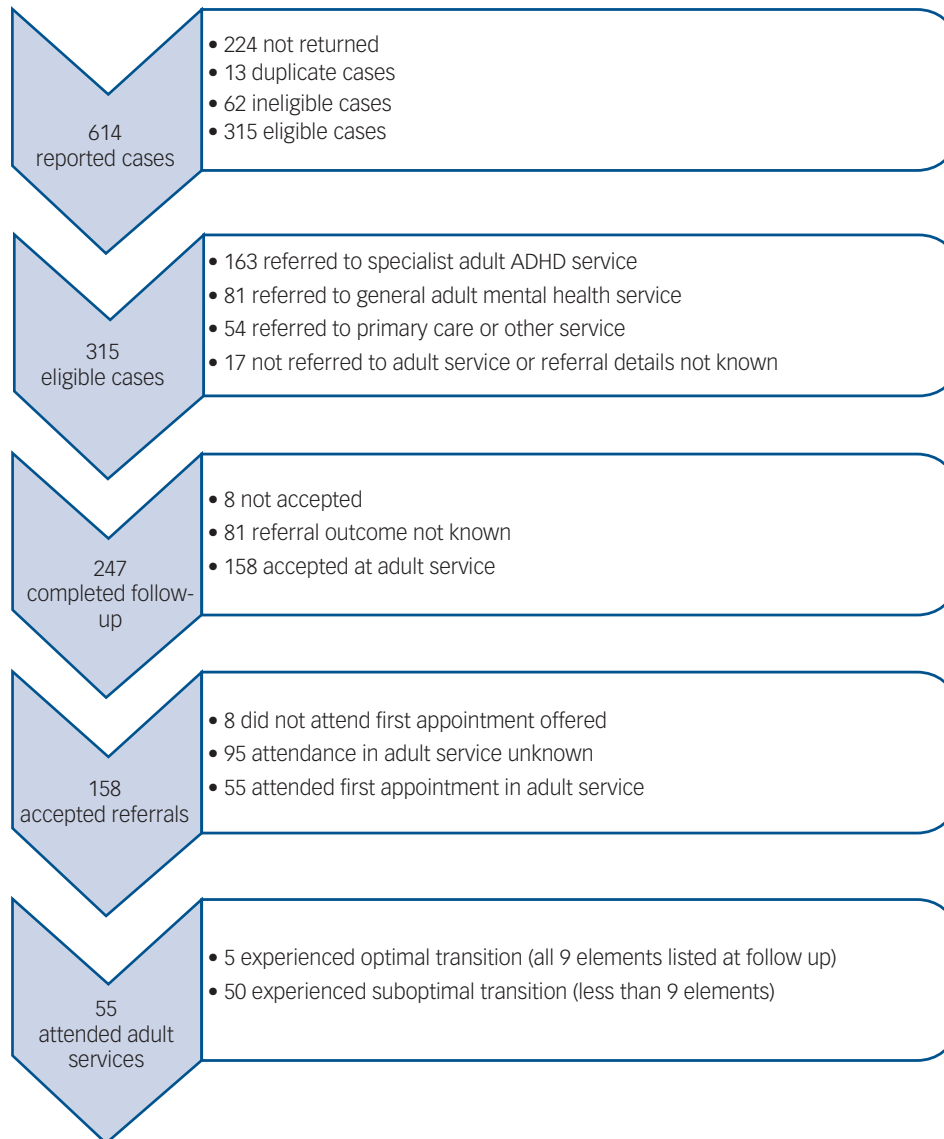 614
reported cases
• 224 not returned
• 13 duplicate cases
• 62 ineligible cases
• 315 eligible cases
315
eligible cases
• 163 referred to specialist adult ADHD service
• 81 referred to general adult mental health service
• 54 referred to primary care or other service
• 17 not referred to adult service or referral details not known
247
completed follow-
up
• 8 not accepted
• 81 referral outcome not known
• 158 accepted at adult service
158
accepted referrals
• 8 did not attend first appointment offered
• 95 attendance in adult service unknown
• 55 attended first appointment in adult service
55
attended adult
services
• 5 experienced optimal transition (all 9 elements listed at follow up)
• 50 experienced suboptimal transition (less than 9 elements)